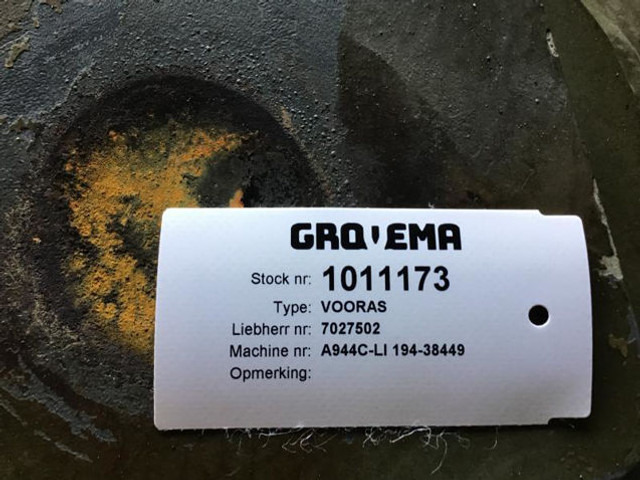 GROVEMA
Stock nr: 1011173
Type: VOORAS
Liebherr nr: 7027502
Machine nr: A944C-LI 194-38449
Opmerking: